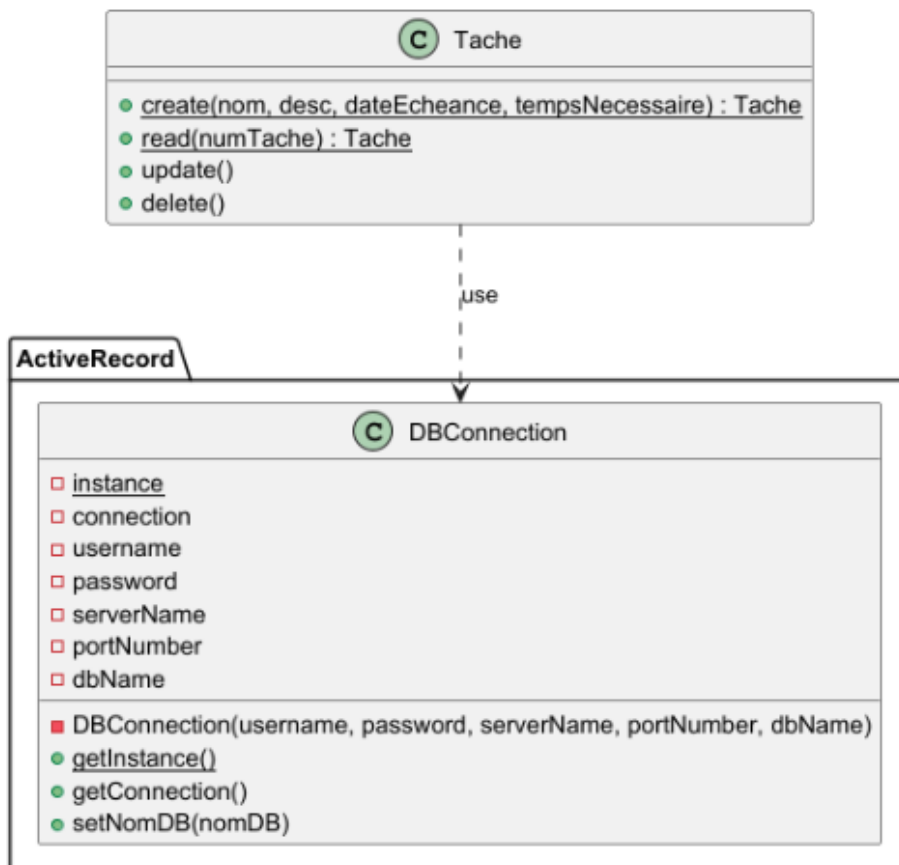 C Tache
create(nom, desc, dateEcheance, tempsNecessaire) : Tache
read(numTache) : Tache
update()
delete()
use
ActiveRecord
C DBConnection
instance
connection
username
password
serverName
portNumber
dbName
DBConnection(username, password, serverName, portNumber, dbName)
getInstance()
getConnection()
setNomDB(nomDB)